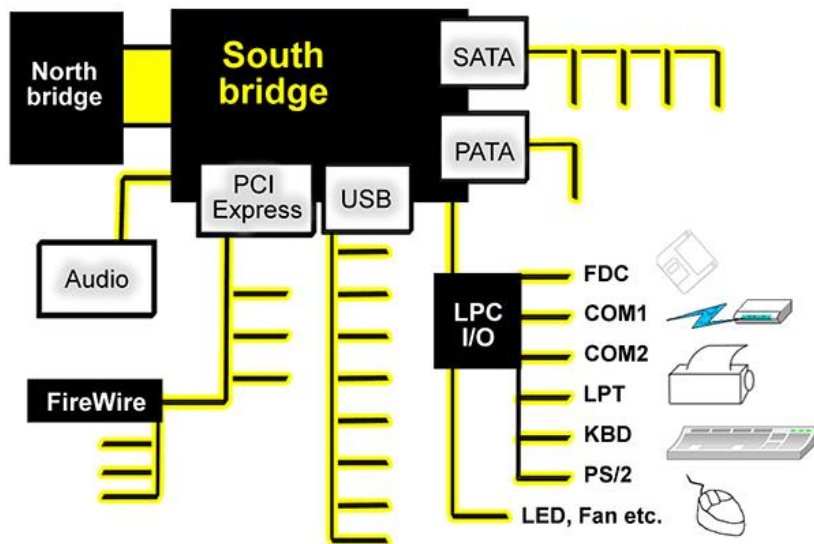 North
bridge
South
bridge
SATA
PATA
PCI
Express
USB
Audio
FireWire
LPC
I/O
FDC
COM1
COM2
LPT
KBD
PS/2
LED, Fan etc.